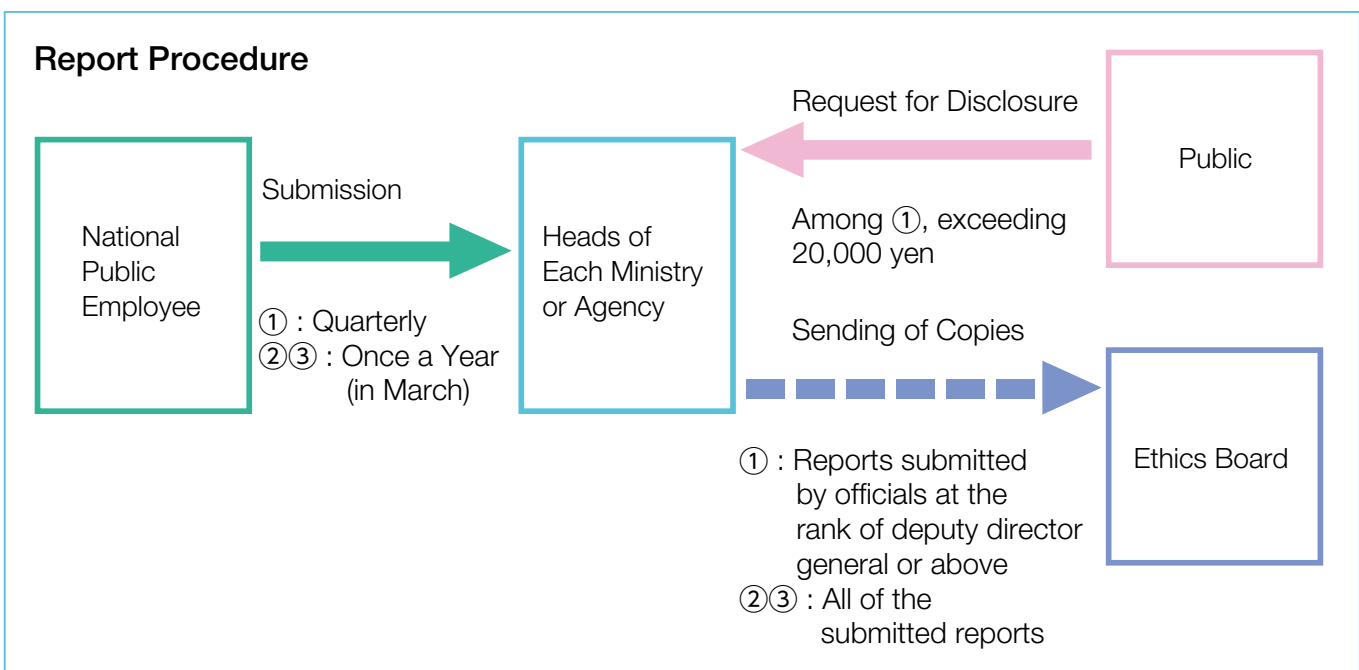 Report Procedure
National
Public
Employee
Submission
① : Quarterly
②③ : Once a Year
(in March)
Heads of
Each Ministry
or Agency
Request for Disclosure
Among ①, exceeding
20,000 yen
Public
Sending of Copies
① : Reports submitted
by officials at the
rank of deputy director
general or above
②③ : All of the
submitted reports
Ethics Board